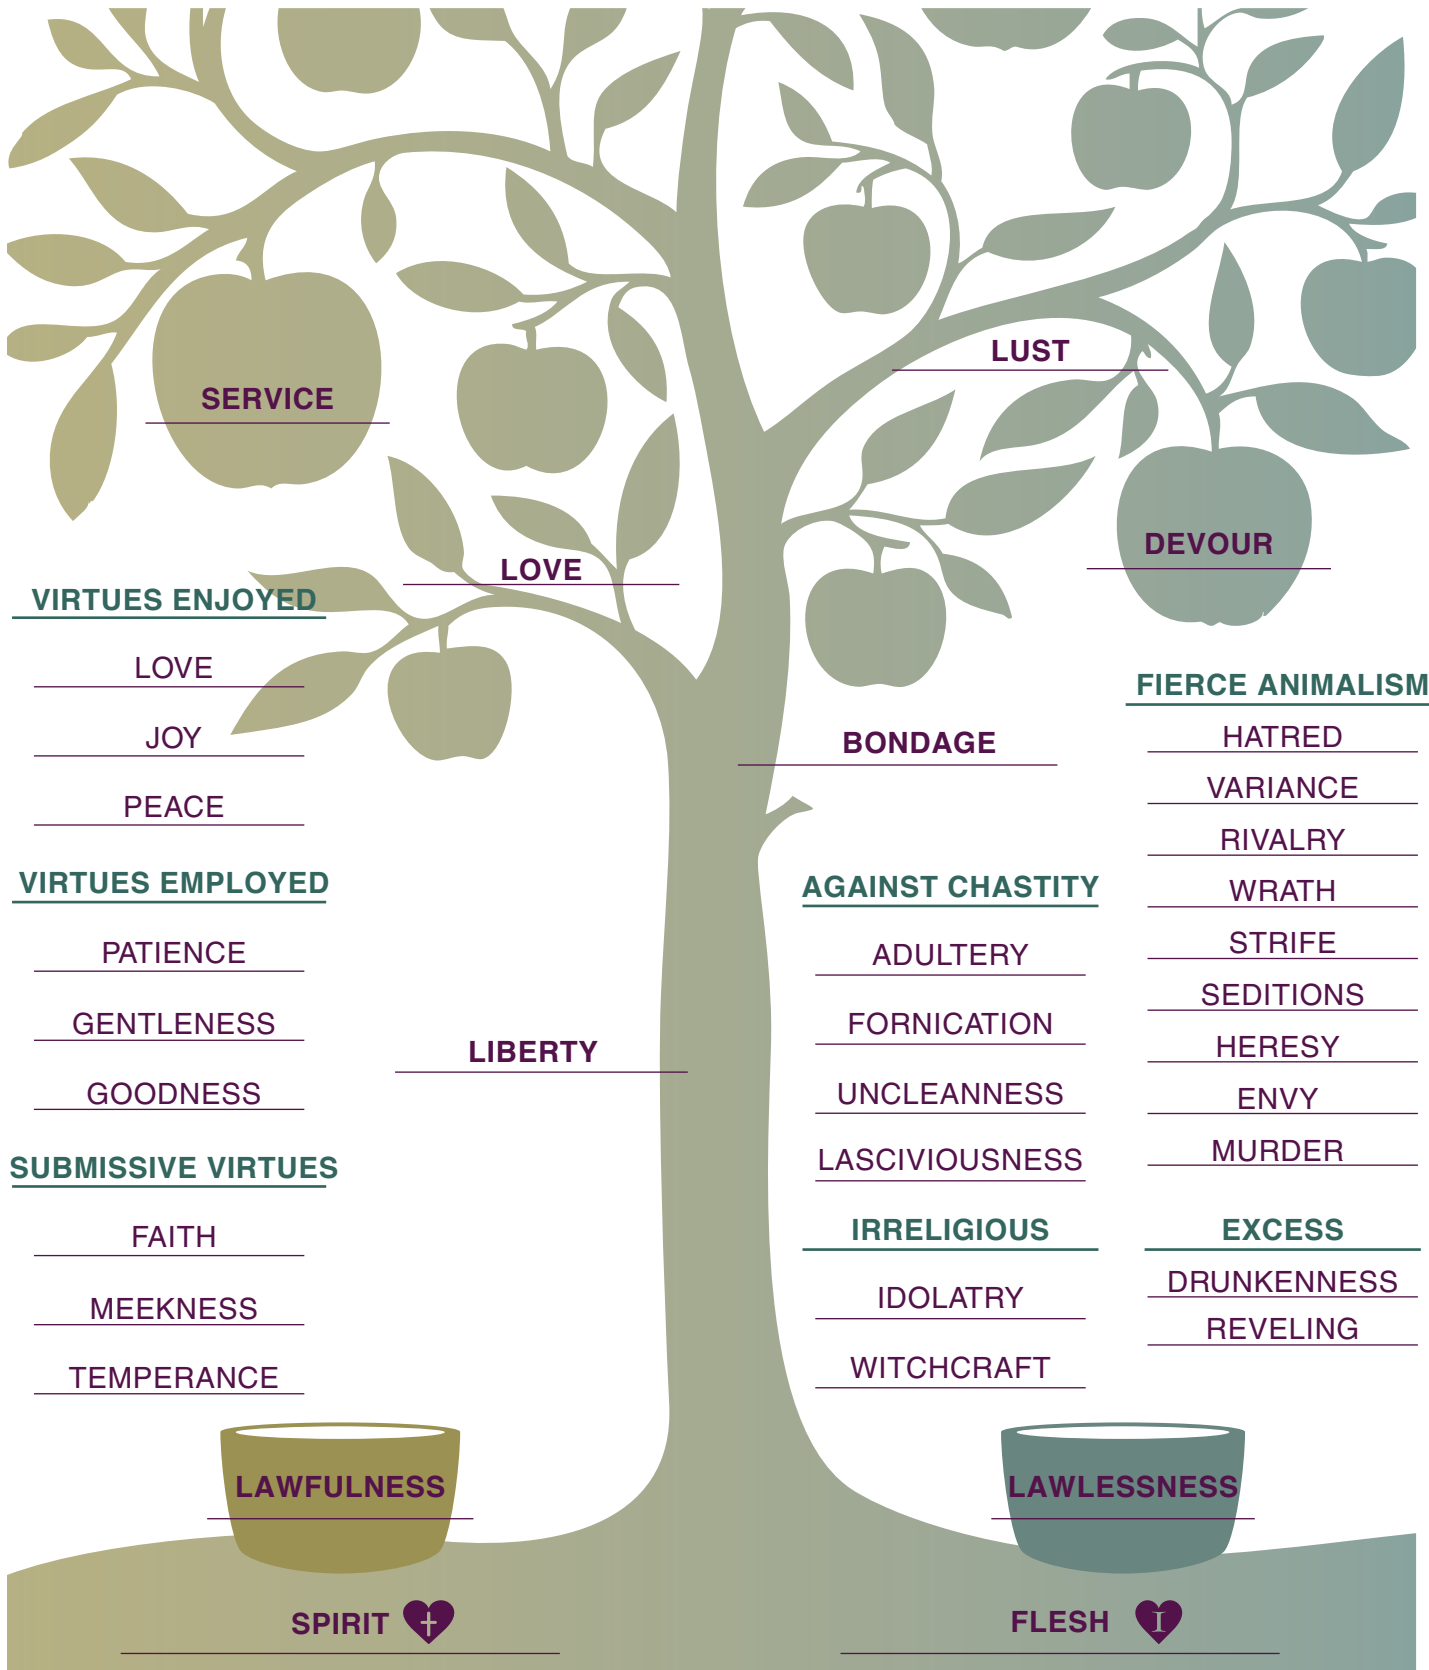 SERVICE
LOVE
VIRTUES ENJOYED
LOVE
JOY
PEACE
VIRTUES EMPLOYED
PATIENCE
GENTLENESS
GOODNESS
SUBMISSIVE VIRTUES
FAITH
MEEKNESS
TEMPERANCE
LIBERTY
LAWFULNESS
SPIRIT
LUST
DEVOUR
BONDAGE
AGAINST CHASTITY
ADULTERY
FORNICATION
UNCLEANNESS
LASCIVIOUSNESS
IRRELIGIOUS
IDOLATRY
WITCHCRAFT
FIERCE ANIMALISM
HATRED
VARIANCE
RIVALRY
WRATH
STRIFE
SEDITIONS
HERESY
ENVY
MURDER
EXCESS
DRUNKENNESS
REVELING
LAWLESSNESS
FLESH I